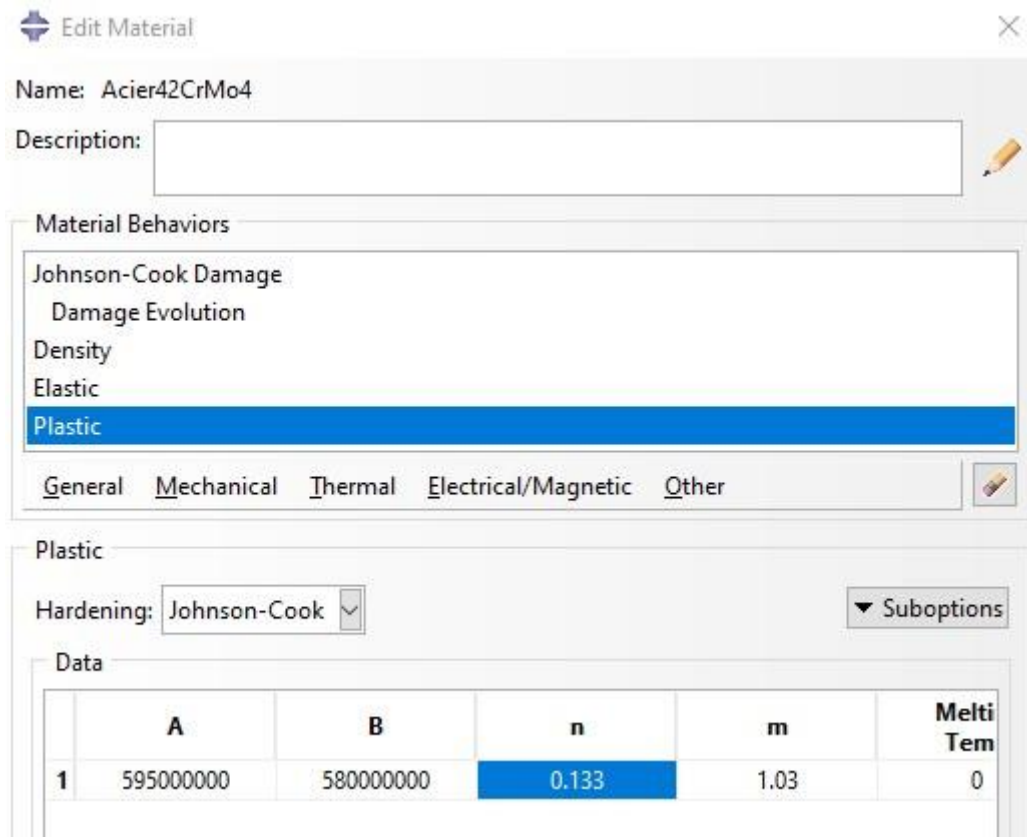 Edit Material
Name: Acier42CrMo4
Description:
Material Behaviors
Johnson-Cook Damage
Damage Evolution
Density
Elastic
Plastic
General Mechanical Thermal Electrical/Magnetic Other
Plastic
Hardening: Johnson-Cook Suboptions
Data
A B n m Melti
Tem
1 595000000 580000000 0.133 1.03 0